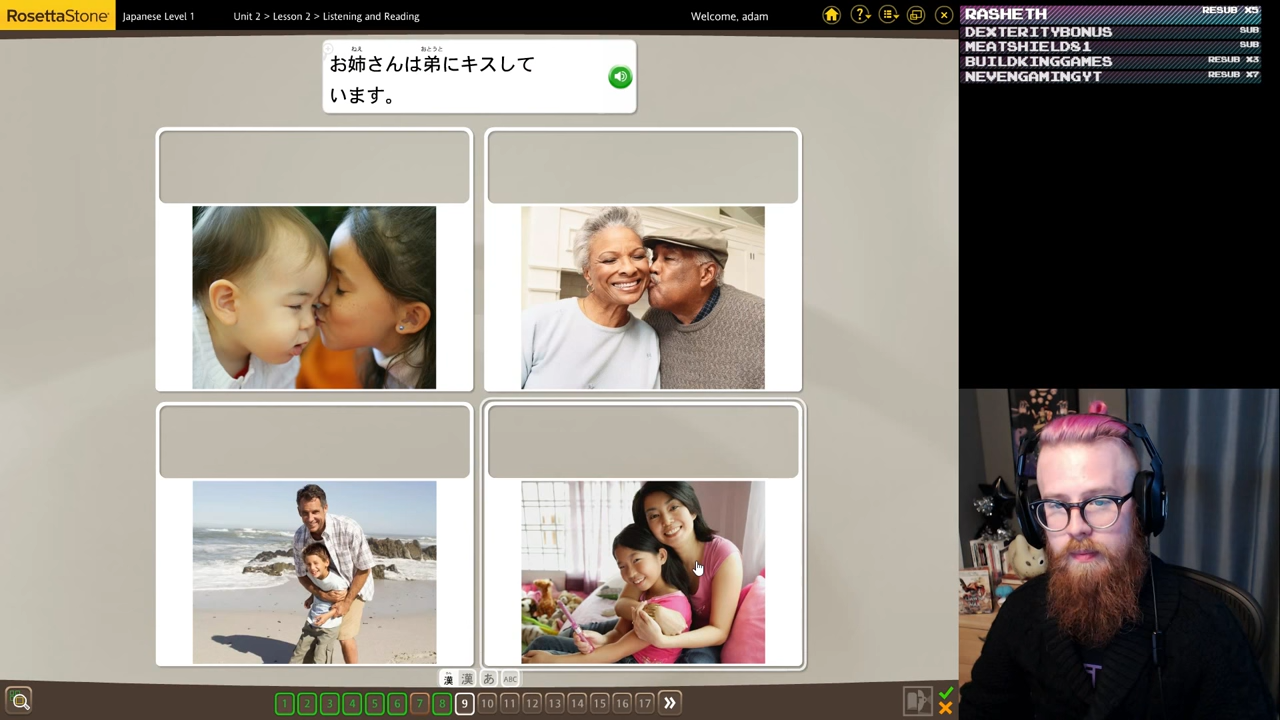 RosettaStone
Japanese Level 1
Unit 2 > Lesson 2 > Listening and Reading
Welcome, adam
お姉さんは弟にキスして
ねえ おとうと
います。
漢 漢 あ ABC
1 2 3 4 5 6 7 8 9 10 11 12 13 14 15 16 17
RASHETH RESUB X5
DEXTERITYBONUS SUB
MEATSHIELD81 SUB
BUILDKINGGAMES RESUB X3
NEVENGAMINGYT RESUB X7